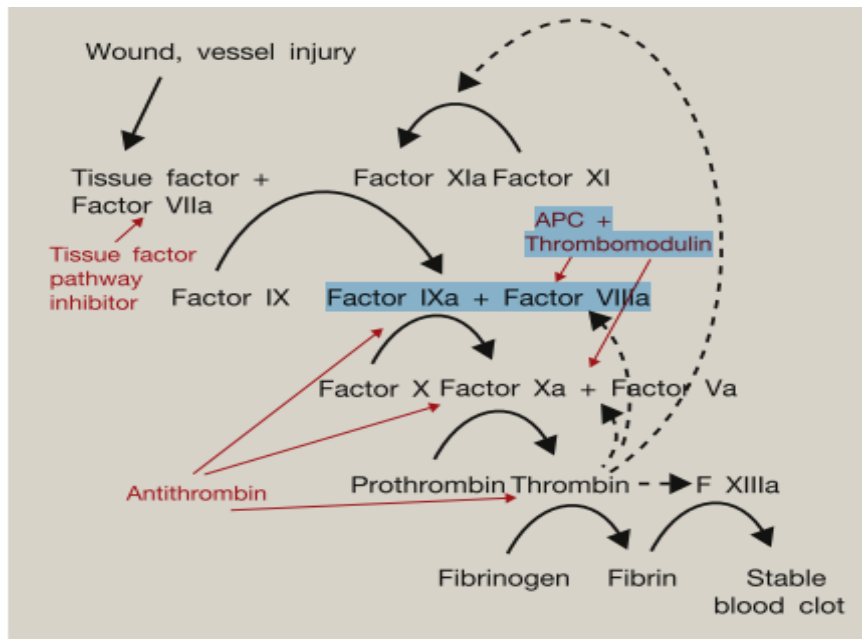 Wound, vessel injury
Tissue factor +
Factor VIIa
Factor XIa Factor XI
APC +
Thrombomodulin
Tissue factor
pathway
inhibitor
Factor IX
Factor IXa + Factor VIIIa
Factor X Factor Xa + Factor Va
Antithrombin
Prothrombin Thrombin
F XIIIa
Fibrinogen
Fibrin
Stable
blood clot